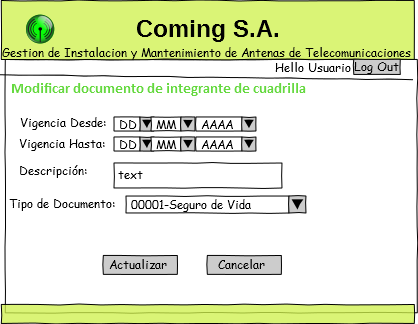 Coming S.A.
Gestion de Instalacion y Mantenimiento de Antenas de Telecomunicaciones
Hello Usuario Log Out
Modificar documento de integrante de cuadrilla
Vigencia Desde: DD MM AAAA
Vigencia Hasta: DD MM AAAA
Descripción: text
Tipo de Documento: 00001-Seguro de Vida
Actualizar Cancelar